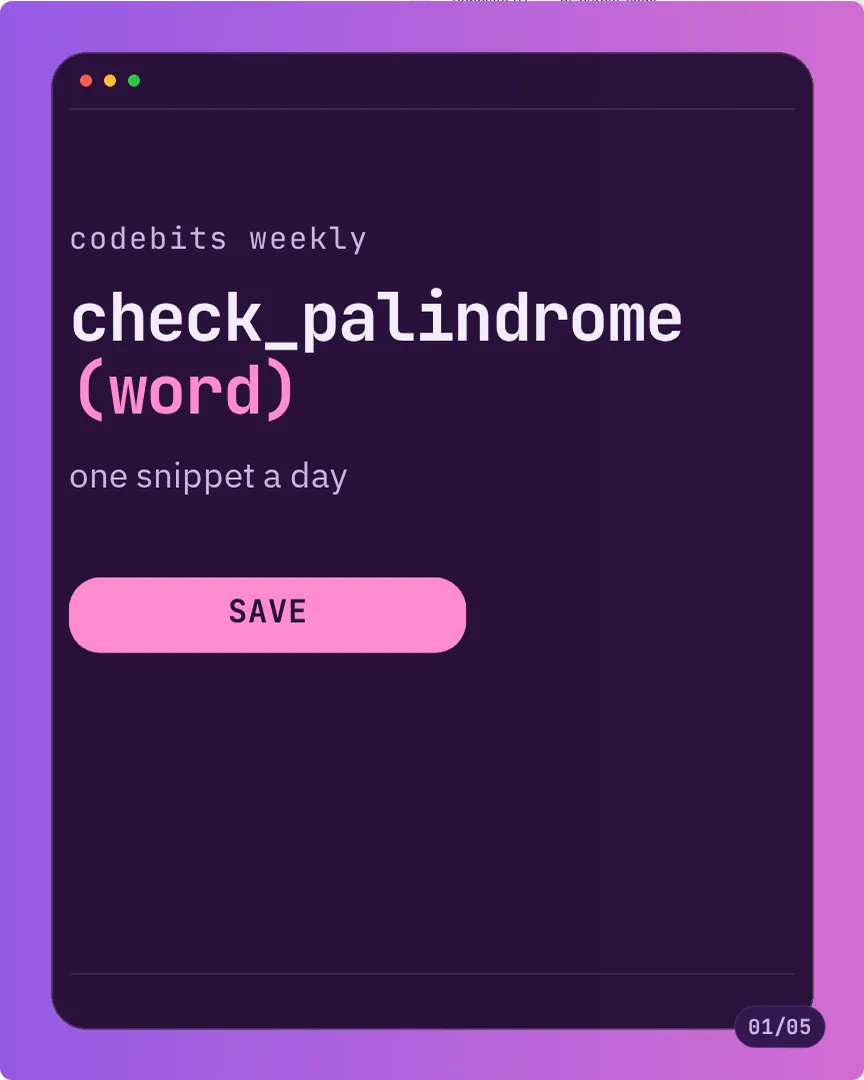 codebits weekly
check_palindrome
(word)
one snippet a day
SAVE
01/05